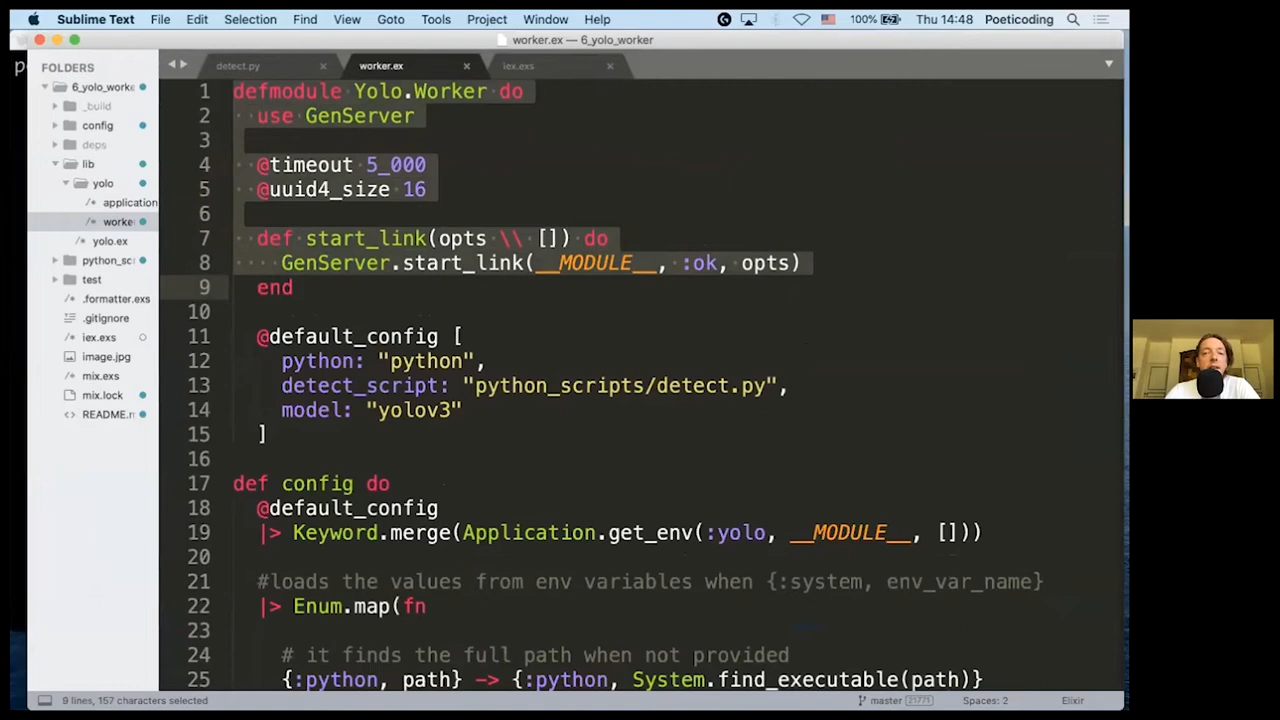 Sublime Text File Edit Selection Find View Goto Tools Project Window Help 100% Thu 14:48 Poeticoding
worker.ex — 6_yolo_worker
FOLDERS
6_yolo_worke
_build
config
deps
lib
yolo
application
worke
yolo.ex
python_sc
test
.formatter.exs
.gitignore
iex.exs
image.jpg
mix.exs
mix.lock
README.m
detect.py worker.ex iex.exs
1 defmodule Yolo.Worker do
2 use GenServer
3
4 @timeout 5_000
5 @uuid4_size 16
6
7 def start_link(opts \\ []) do
8 GenServer.start_link(__MODULE__, :ok, opts)
9 end
10
11 @default_config [
12 python: "python",
13 detect_script: "python_scripts/detect.py",
14 model: "yolov3"
15 ]
16
17 def config do
18 @default_config
19 |> Keyword.merge(Application.get_env(:yolo, __MODULE__, []))
20
21 #loads the values from env variables when {:system, env_var_name}
22 |> Enum.map(fn
23
24 # it finds the full path when not provided
25 {:python, path} -> {:python, System.find_executable(path)}
9 lines, 157 characters selected master 21771 Spaces: 2 Elixir